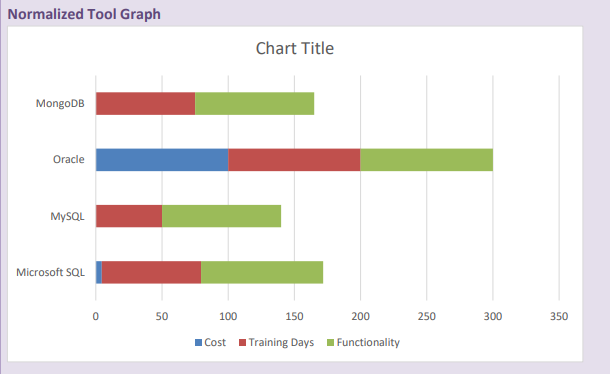 Normalized Tool Graph
Chart Title
MongoDB
Oracle
MySQL
Microsoft SQL
0 50 100 150 200 250 300 350
Cost Training Days Functionality